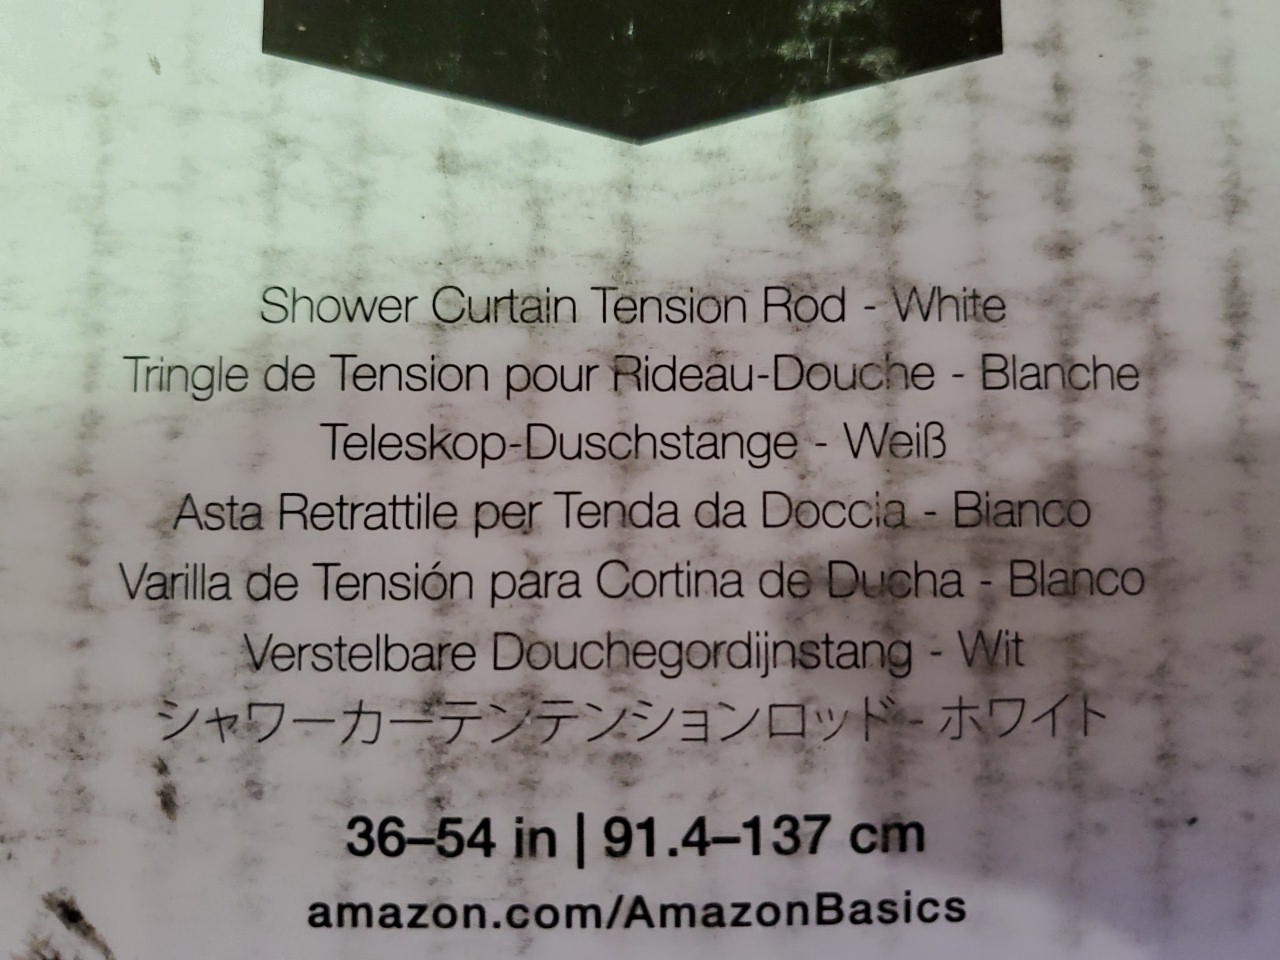 Shower Curtain Tension Rod - White
Tringle de Tension pour Rideau-Douche - Blanche
Teleskop-Duschstange - Weiß
Asta Retrattile per Tenda da Doccia - Bianco
Varilla de Tensión para Cortina de Ducha - Blanco
Verstelbare Douchegordijnstang - Wit
シャワーカーテンテンションロッド - ホワイト
36–54 in | 91.4–137 cm
amazon.com/AmazonBasics